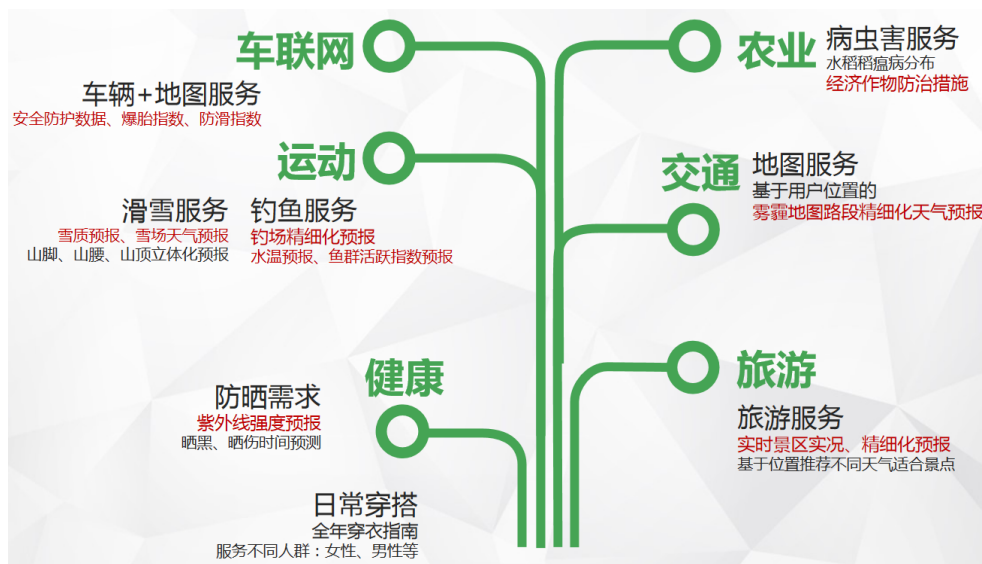 车联网
车辆+地图服务
安全防护数据、爆胎指数、防滑指数
运动
滑雪服务
雪质预报、雪场天气预报
山脚、山腰、山顶立体化预报
钓鱼服务
钓场精细化预报
水温预报、鱼群活跃指数预报
健康
防晒需求
紫外线强度预报
晒黑、晒伤时间预测
日常穿搭
全年穿衣指南
服务不同人群：女性、男性等
农业
病虫害服务
水稻稻瘟病分布
经济作物防治措施
交通
地图服务
基于用户位置的
雾霾地图路段精细化天气预报
旅游
旅游服务
实时景区实况、精细化预报
基于位置推荐不同天气适合景点